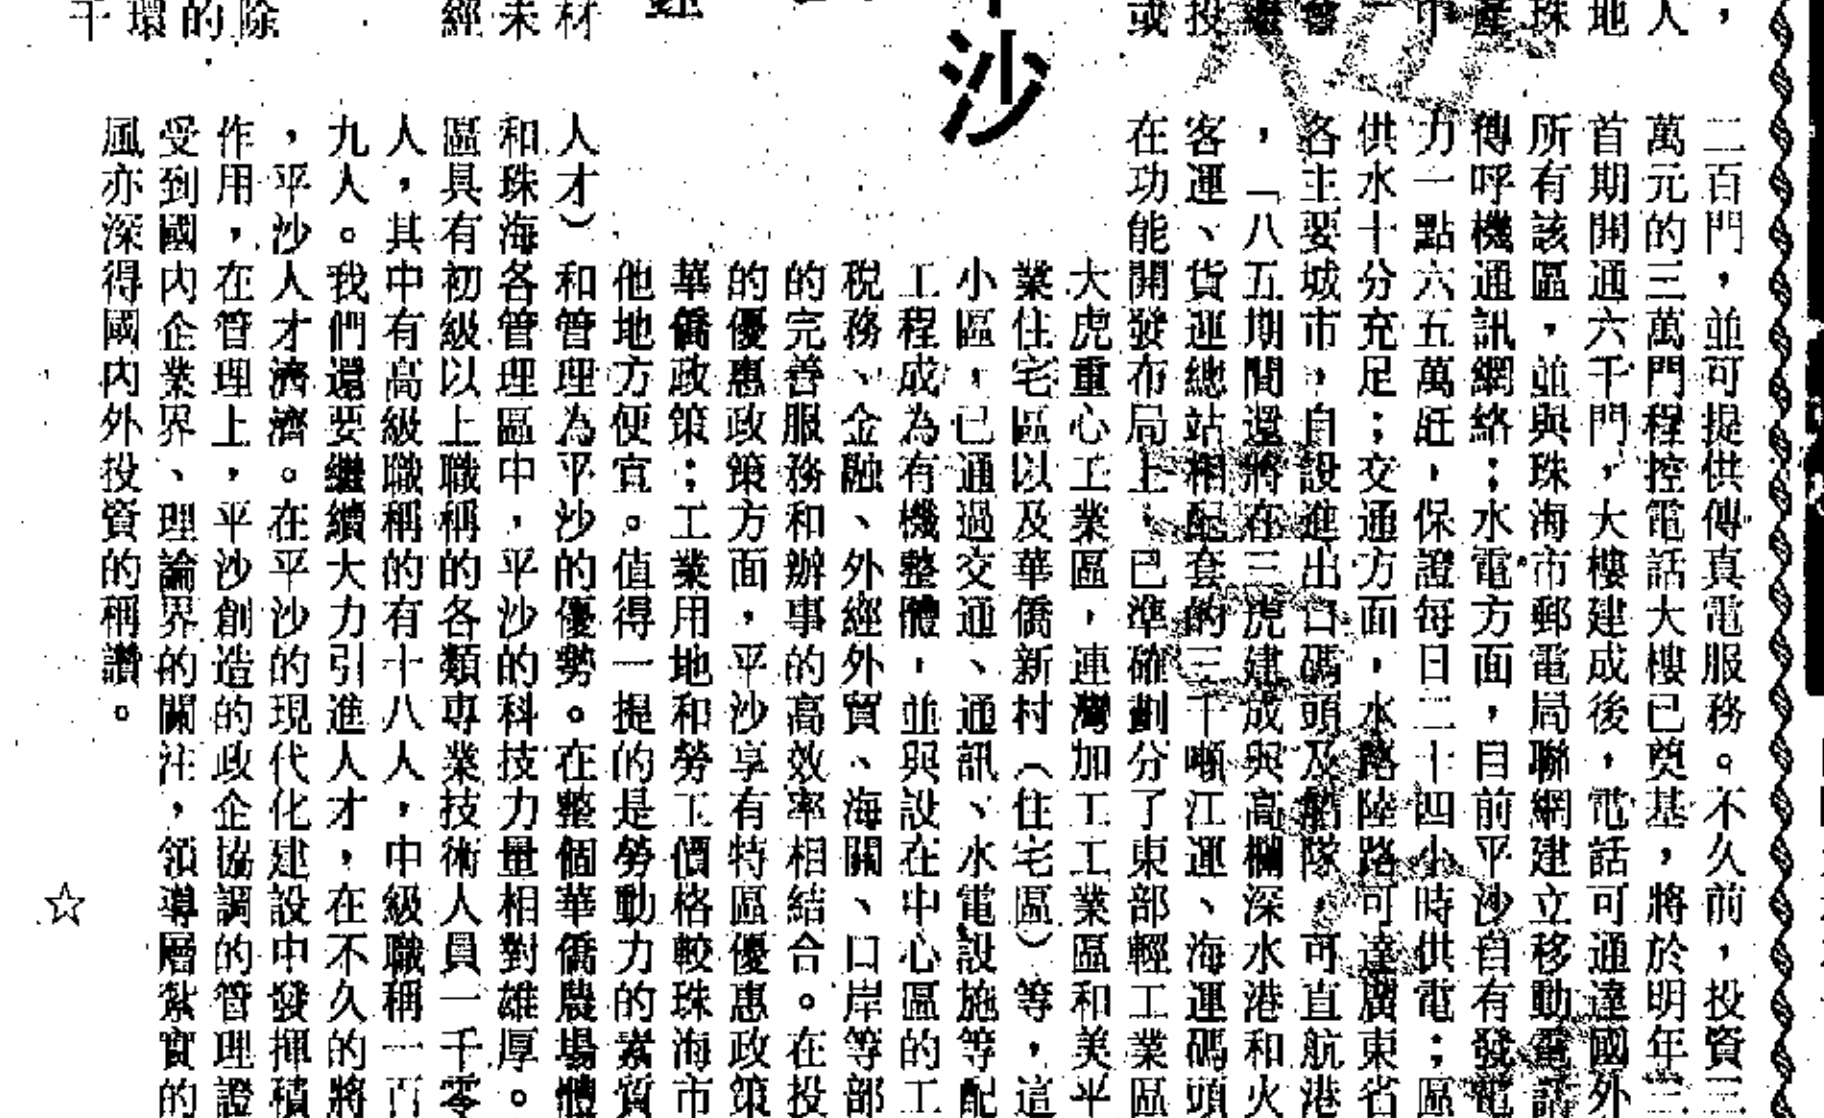 ，
人
地
珠
產
投
或
沙
材
未
經
除
的
環
二百門，並可提供傳真電服務。不久前，投資三
萬元的三萬門程控電話大樓已奠基，將於明年三
首期開通六千門，大樓建成後，電話可通達國外
所有該區，並與珠海市郵電局聯網建立移動電話
傳呼機通訊網絡；水電方面，目前平沙自有發電
力一點六五萬瓩，保證每日二十四小時供電；區
供水十分充足；交通方面，水路陸路可達廣東省
各主要城市，自設進出口碼頭及船隊，可直航港
，「八五期間還將在三虎建成與高欄深水港和火
客運、貨運總站相配套的三千噸江運、海運碼頭
在功能開發布局上，已準確劃分了東部輕工業區
大虎重心工業區，連灣加工工業區和美平
業住宅區以及華僑新村（住宅區）等，這
小區，已通過交通、通訊、水電設施等配
工程成為有機整體，並與設在中心區的工
稅務、金融、外經外貿、海關、口岸等部
的完善服務和辦事的高效率相結合。在投
的優惠政策方面，平沙享有特區優惠政策
華僑政策；工業用地和勞工價格較珠海市
他地方便宜。值得一提的是勞動力的素質
人才）和管理為平沙的優勢。在整個華僑農場體
和珠海各管理區中，平沙的科技力量相對雄厚。
區具有初級以上職稱的各類專業技術人員一千零
人，其中有高級職稱的有十八人，中級職稱一百
九人。我們還要繼續大力引進人才，在不久的將
，平沙人才濟濟。在平沙的現代化建設中發揮積
作用，在管理上，平沙創造的政企協調的管理證
受到國內企業界、理論界的關注，領導層紮實的
風亦深得國內外投資的稱讚。
☆